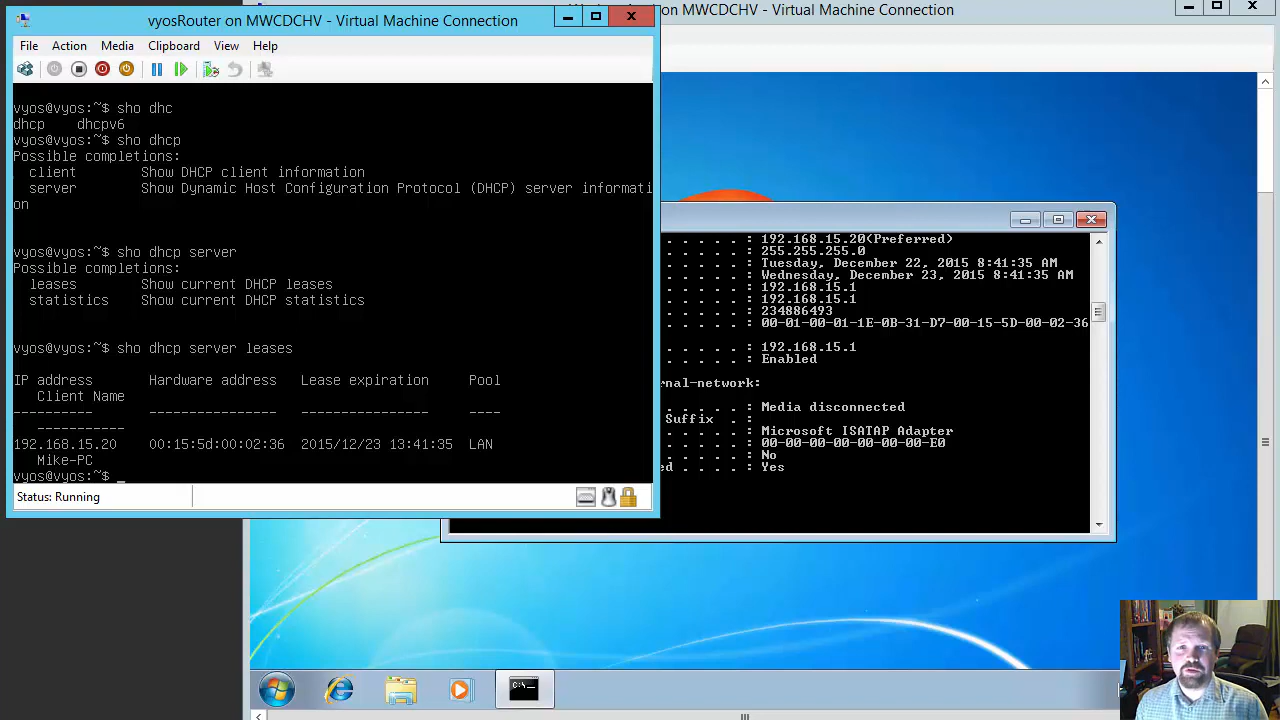 vyosRouter on MWCDCHV - Virtual Machine Connection
on MWCDCHV - Virtual Machine Connection
File Action Media Clipboard View Help
vyos@vyos:~$ sho dhc
dhcp dhcpv6
vyos@vyos:~$ sho dhcp
Possible completions:
client Show DHCP client information
server Show Dynamic Host Configuration Protocol (DHCP) server informati
on
vyos@vyos:~$ sho dhcp server
Possible completions:
leases Show current DHCP leases
statistics Show current DHCP statistics
vyos@vyos:~$ sho dhcp server leases
IP address Hardware address Lease expiration Pool
Client Name
---------- ---------------- ---------------- ----
-----------
192.168.15.20 00:15:5d:00:02:36 2015/12/23 13:41:35 LAN
Mike-PC
vyos@vyos:~$ _
Status: Running
. . . . . : 192.168.15.20(Preferred)
. . . . . : 255.255.255.0
. . . . . : Tuesday, December 22, 2015 8:41:35 AM
. . . . . : Wednesday, December 23, 2015 8:41:35 AM
. . . . . : 192.168.15.1
. . . . . : 192.168.15.1
. . . . . : 234886493
. . . . . : 00-01-00-01-1E-0B-31-D7-00-15-5D-00-02-36
. . . . . : 192.168.15.1
. . . . . : Enabled
rnal-network:
. . . . . : Media disconnected
Suffix . :
. . . . . : Microsoft ISATAP Adapter
. . . . . : 00-00-00-00-00-00-00-E0
. . . . . : No
ed . . . . : Yes
C:\